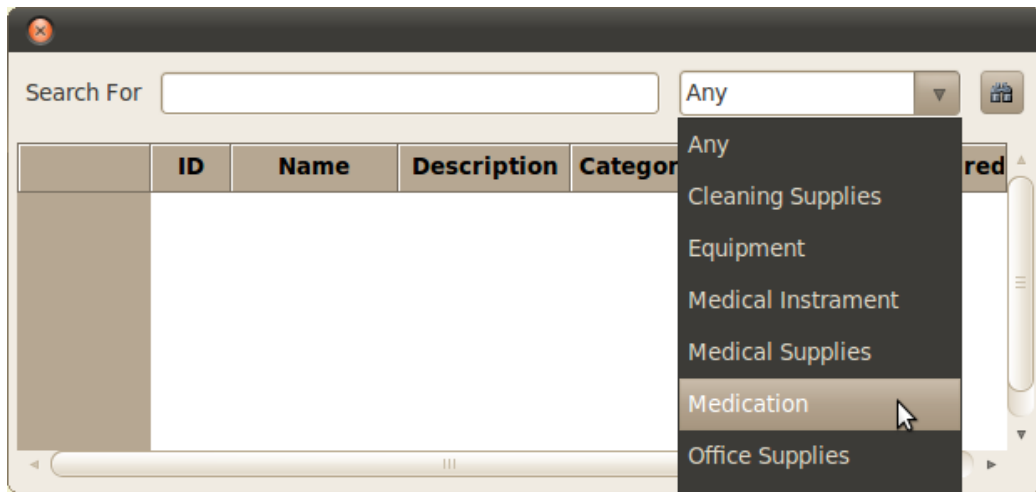 Search For Any
Any
ID Name Description Categor red
Cleaning Supplies
Equipment
Medical Instrament
Medical Supplies
Medication
Office Supplies